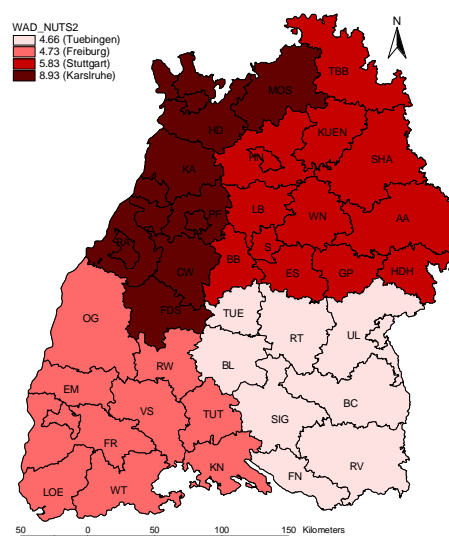 WAD_NUTS2
4.66 (Tuebingen)
4.73 (Freiburg)
5.83 (Stuttgart)
8.93 (Karslruhe)
N
TBB
MOS
HD
KUEN
HN
SHA
KA
LB
WN
AA
PF
RA
S
CW
BB
ES
GP
HDH
FDS
OG
TUE
RT
UL
RW
BL
EM
VS
TUT
SIG
BC
FR
KN
FN
RV
LOE
WT
50 0 50 100 150 Kilometers